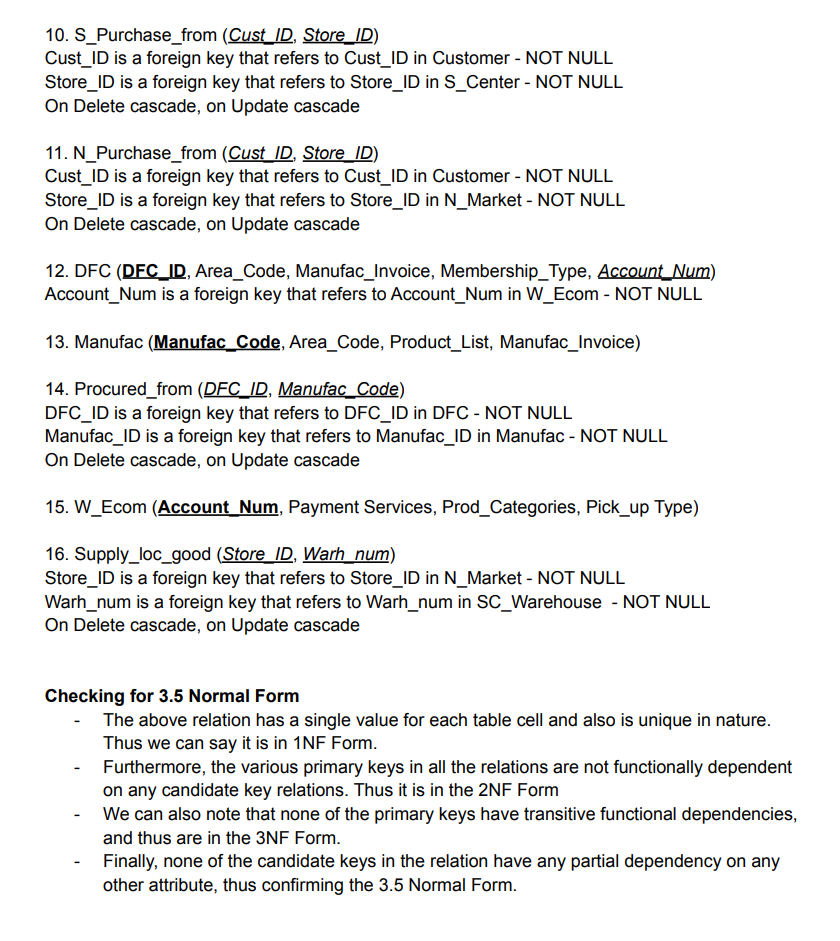 10. S_Purchase_from (Cust_ID, Store_ID)
Cust_ID is a foreign key that refers to Cust_ID in Customer - NOT NULL
Store_ID is a foreign key that refers to Store_ID in S_Center - NOT NULL
On Delete cascade, on Update cascade
11. N_Purchase_from (Cust_ID, Store_ID)
Cust_ID is a foreign key that refers to Cust_ID in Customer - NOT NULL
Store_ID is a foreign key that refers to Store_ID in N_Market - NOT NULL
On Delete cascade, on Update cascade
12. DFC (DFC_ID, Area_Code, Manufac_Invoice, Membership_Type, Account_Num)
Account_Num is a foreign key that refers to Account_Num in W_Ecom - NOT NULL
13. Manufac (Manufac_Code, Area_Code, Product_List, Manufac_Invoice)
14. Procured_from (DFC_ID, Manufac_Code)
DFC_ID is a foreign key that refers to DFC_ID in DFC - NOT NULL
Manufac_ID is a foreign key that refers to Manufac_ID in Manufac - NOT NULL
On Delete cascade, on Update cascade
15. W_Ecom (Account_Num, Payment Services, Prod_Categories, Pick_up Type)
16. Supply_loc_good (Store_ID, Warh_num)
Store_ID is a foreign key that refers to Store_ID in N_Market - NOT NULL
Warh_num is a foreign key that refers to Warh_num in SC_Warehouse  - NOT NULL
On Delete cascade, on Update cascade
Checking for 3.5 Normal Form
- The above relation has a single value for each table cell and also is unique in nature.
Thus we can say it is in 1NF Form.
- Furthermore, the various primary keys in all the relations are not functionally dependent
on any candidate key relations. Thus it is in the 2NF Form
- We can also note that none of the primary keys have transitive functional dependencies,
and thus are in the 3NF Form.
- Finally, none of the candidate keys in the relation have any partial dependency on any
other attribute, thus confirming the 3.5 Normal Form.